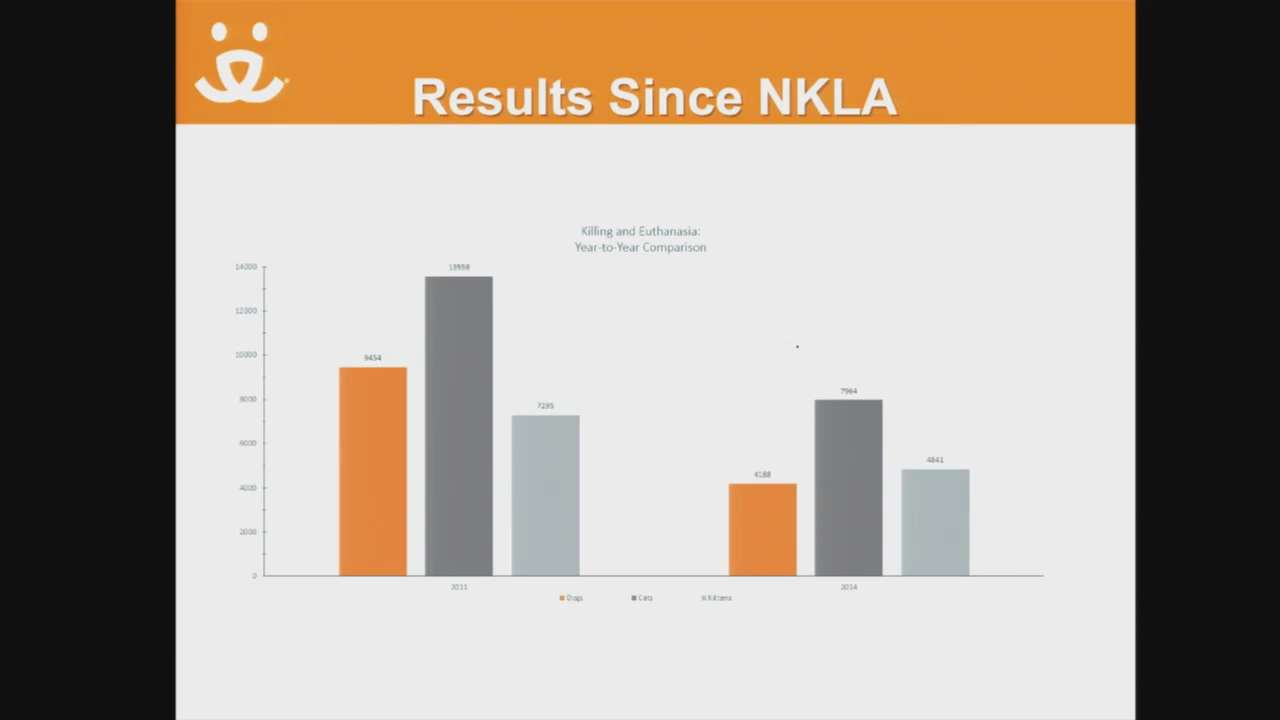 Results Since NKLA
Killing and Euthanasia:
Year-to-Year Comparison
14000
12000
10000
8000
6000
4000
2000
0
9454
13559
7295
4188
7964
4841
2011
2014
Dogs
Cats
Kittens